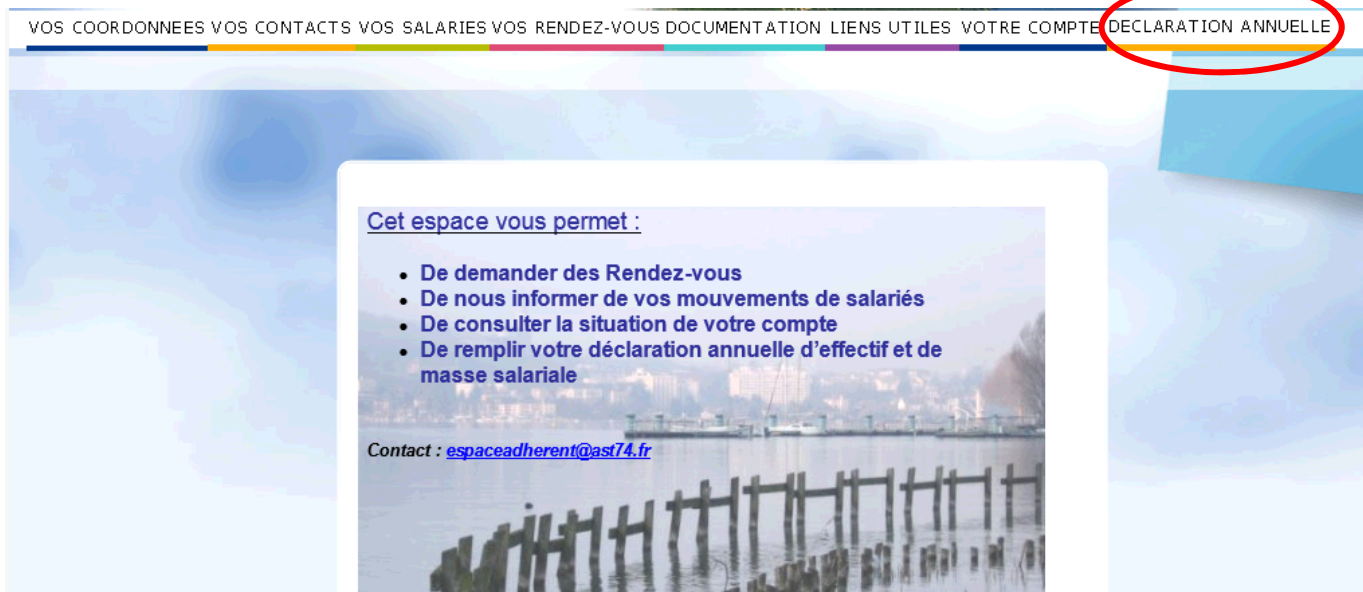 VOS COORDONNEES VOS CONTACTS VOS SALARIES VOS RENDEZ-VOUS DOCUMENTATION LIENS UTILES VOTRE COMPTE DECLARATION ANNUELLE
Cet espace vous permet :
• De demander des Rendez-vous
• De nous informer de vos mouvements de salariés
• De consulter la situation de votre compte
• De remplir votre déclaration annuelle d’effectif et de
masse salariale
Contact : espaceadherent@ast74.fr